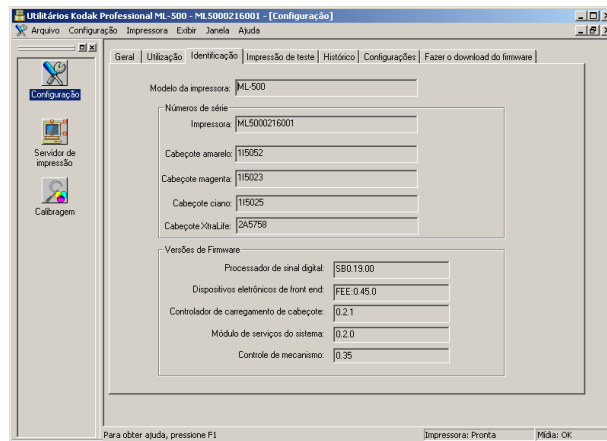 Utilitários Kodak Professional ML-500 - ML5000216001 - [Configuração]
Arquivo Configuração Impressora Exibir Janela Ajuda
Geral Utilização Identificação Impressão de teste Histórico Configurações Fazer o download do firmware
Configuração
Servidor de
impressão
Calibragem
Modelo da impressora: ML-500
Números de série
Impressora: ML5000216001
Cabeçote amarelo: 1I5052
Cabeçote magenta: 1I5023
Cabeçote ciano: 1I5025
Cabeçote XtraLife: 2A5758
Versões de Firmware
Processador de sinal digital: SB0.19.00
Dispositivos eletrônicos de front end: FEE:0.45.0
Controlador de carregamento de cabeçote: 0.2.1
Módulo de serviços do sistema: 0.2.0
Controle de mecanismo: 0.35
Para obter ajuda, pressione F1
Impressora: Pronta
Mídia: OK